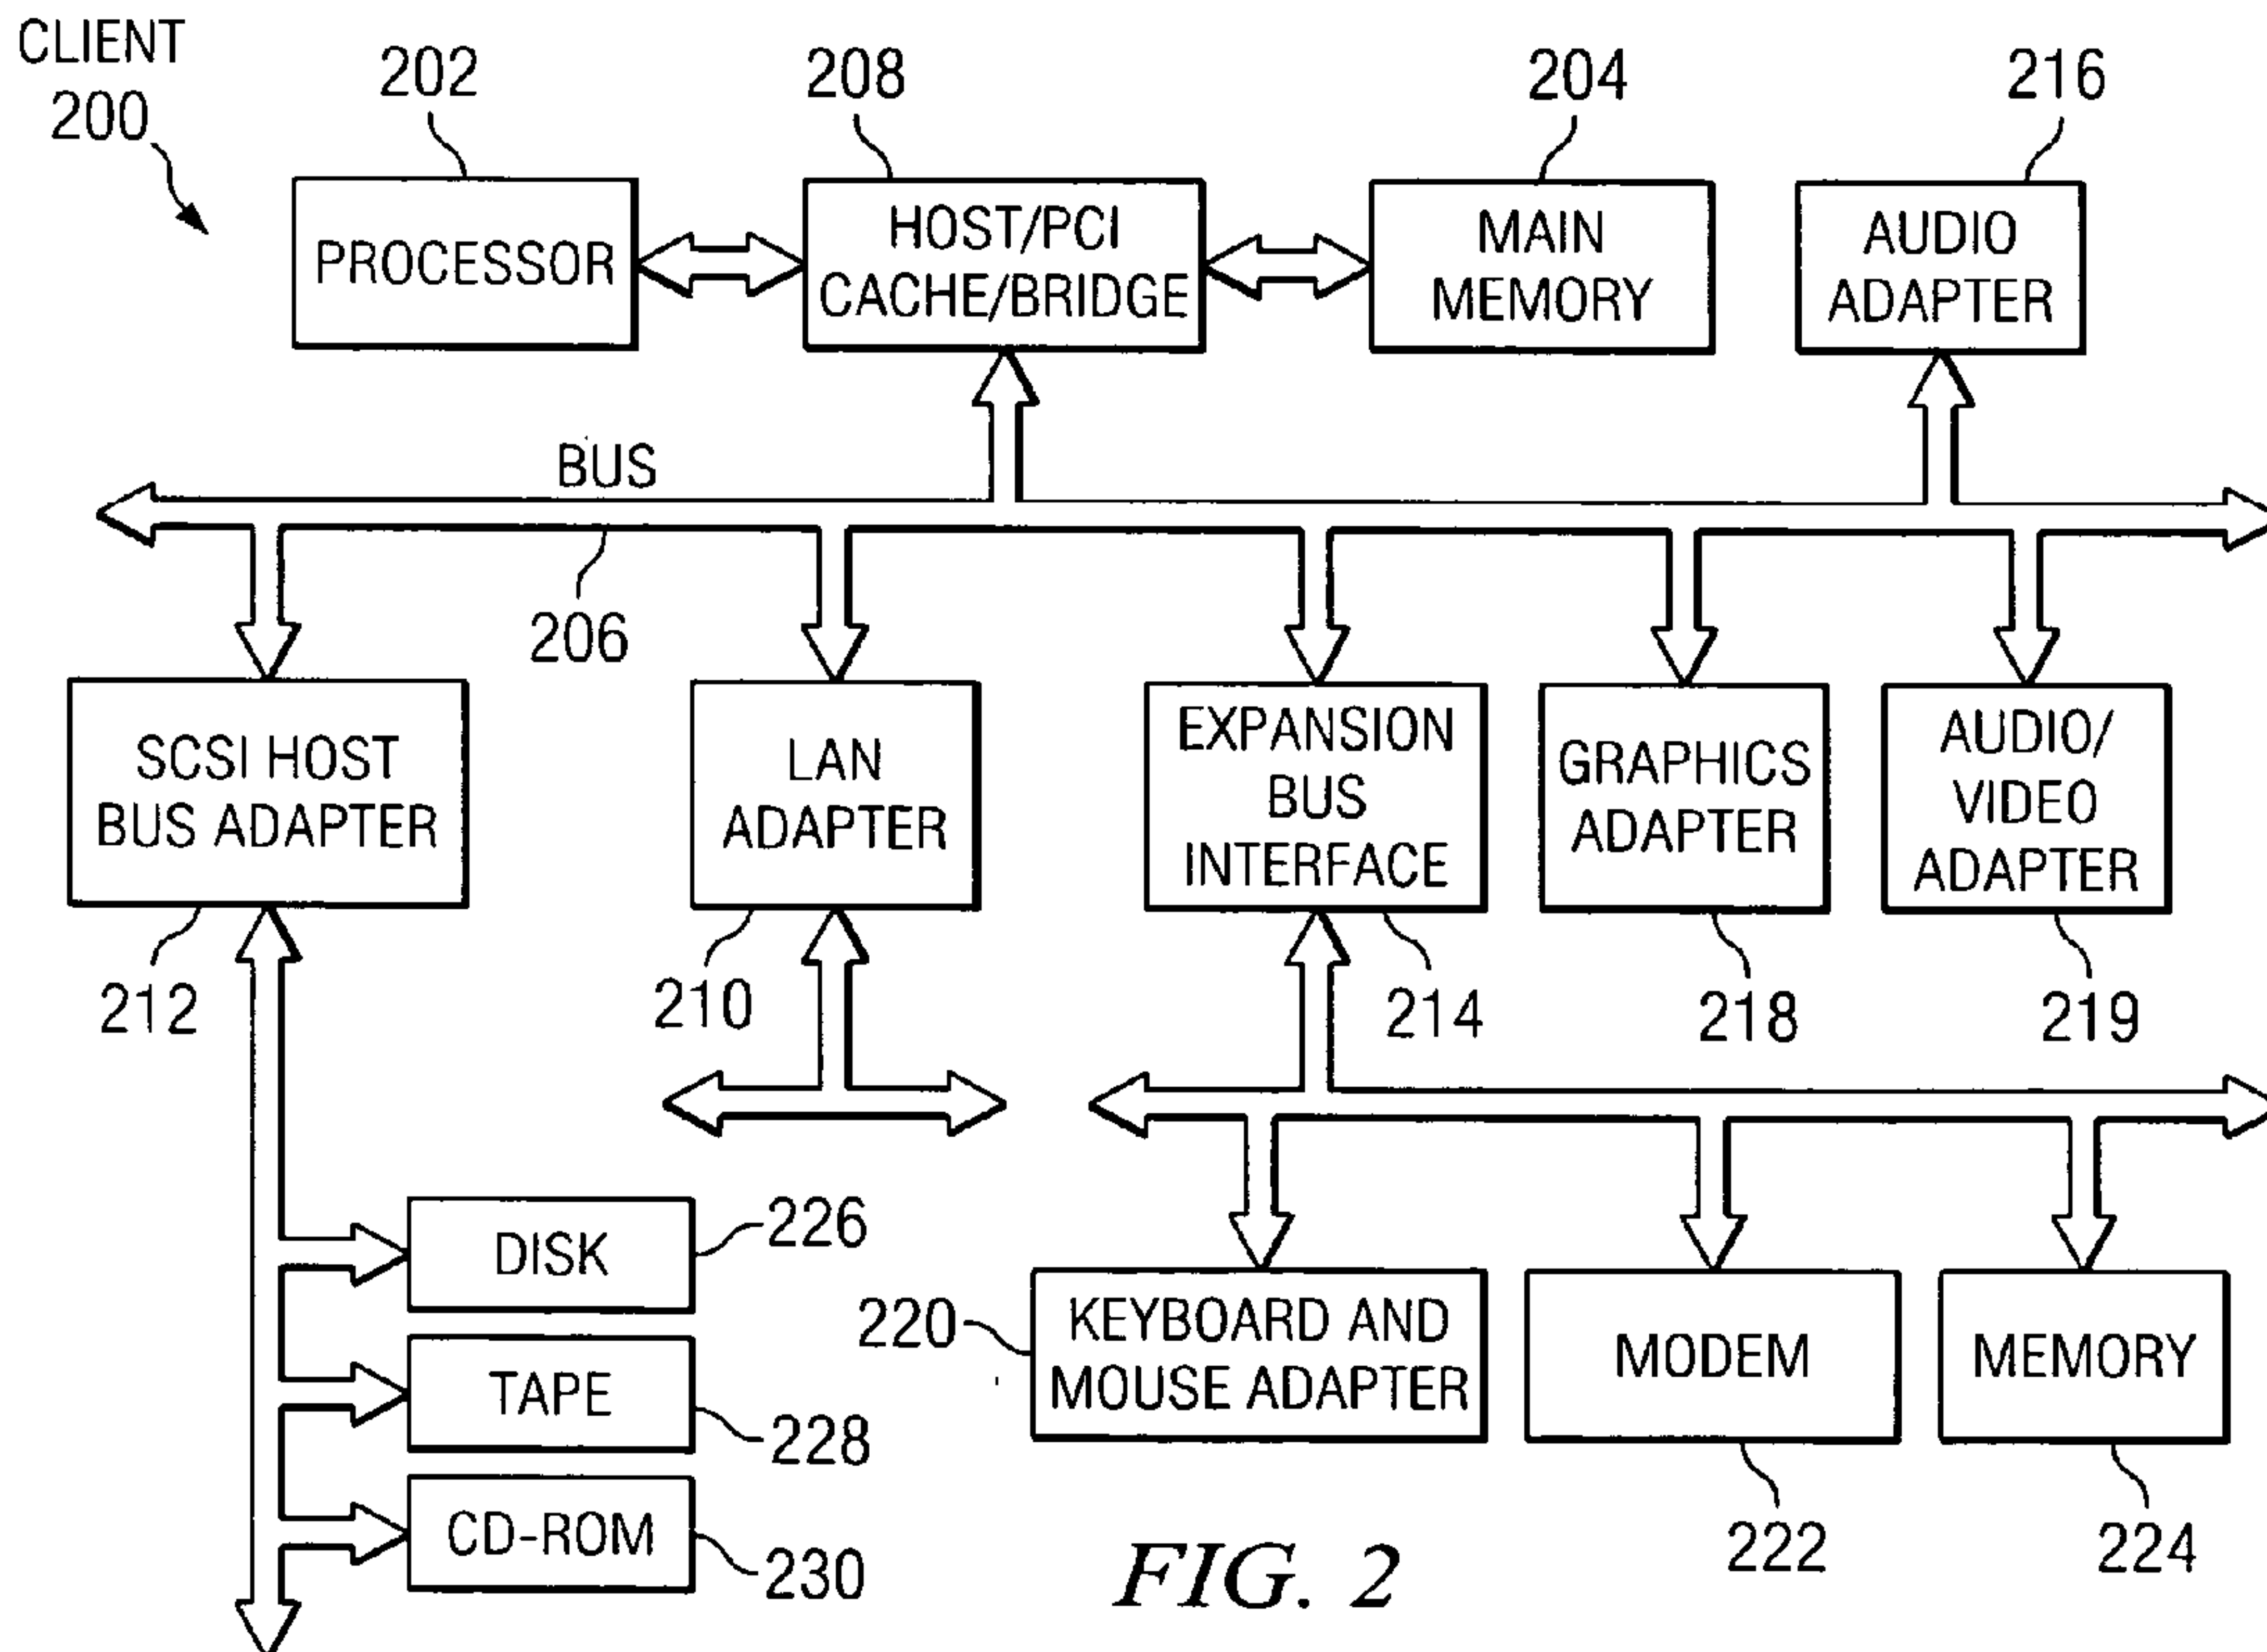 CLIENT
200
202
208
204
216
PROCESSOR
HOST/PCI
CACHE/BRIDGE
MAIN
MEMORY
AUDIO
ADAPTER
BUS
206
SCSI HOST
BUS ADAPTER
LAN
ADAPTER
EXPANSION
BUS
INTERFACE
GRAPHICS
ADAPTER
AUDIO/
VIDEO
ADAPTER
212
210
214
218
219
DISK
226
TAPE
228
CD-ROM
230
220
KEYBOARD AND
MOUSE ADAPTER
MODEM
MEMORY
222
224
FIG. 2